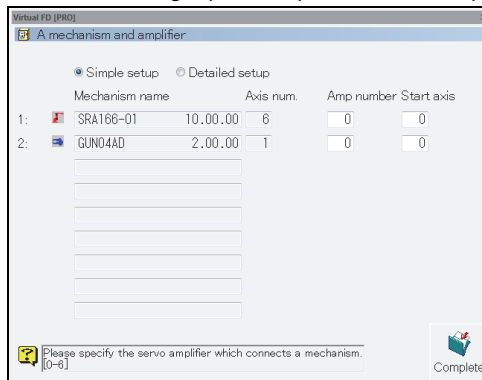 Virtual FD [PRO]
A mechanism and amplifier
Simple setup Detailed setup
Mechanism name Axis num. Amp number Start axis
1: SRA166-01 10.00.00 6 0 0
2: GUN04AD 2.00.00 1 0 0
Please specify the servo amplifier which connects a mechanism.
[0-6]
Complete